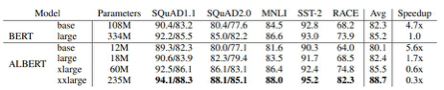 Model Parameters SQuAD1.1 SQuAD2.0 MNLI SST-2 RACE Avg Speedup
BERT base 108M 90.4/83.2 80.4/77.6 84.5 92.8 68.2 82.3 4.7x
large 334M 92.2/85.5 85.0/82.2 86.6 93.0 73.9 85.2 1.0
ALBERT base 12M 89.3/82.3 80.0/77.1 81.6 90.3 64.0 80.1 5.6x
large 18M 90.6/83.9 82.3/79.4 83.5 91.7 68.5 82.4 1.7x
xlarge 60M 92.5/86.1 86.1/83.1 86.4 92.4 74.8 85.5 0.6x
xxlarge 235M 94.1/88.3 88.1/85.1 88.0 95.2 82.3 88.7 0.3x